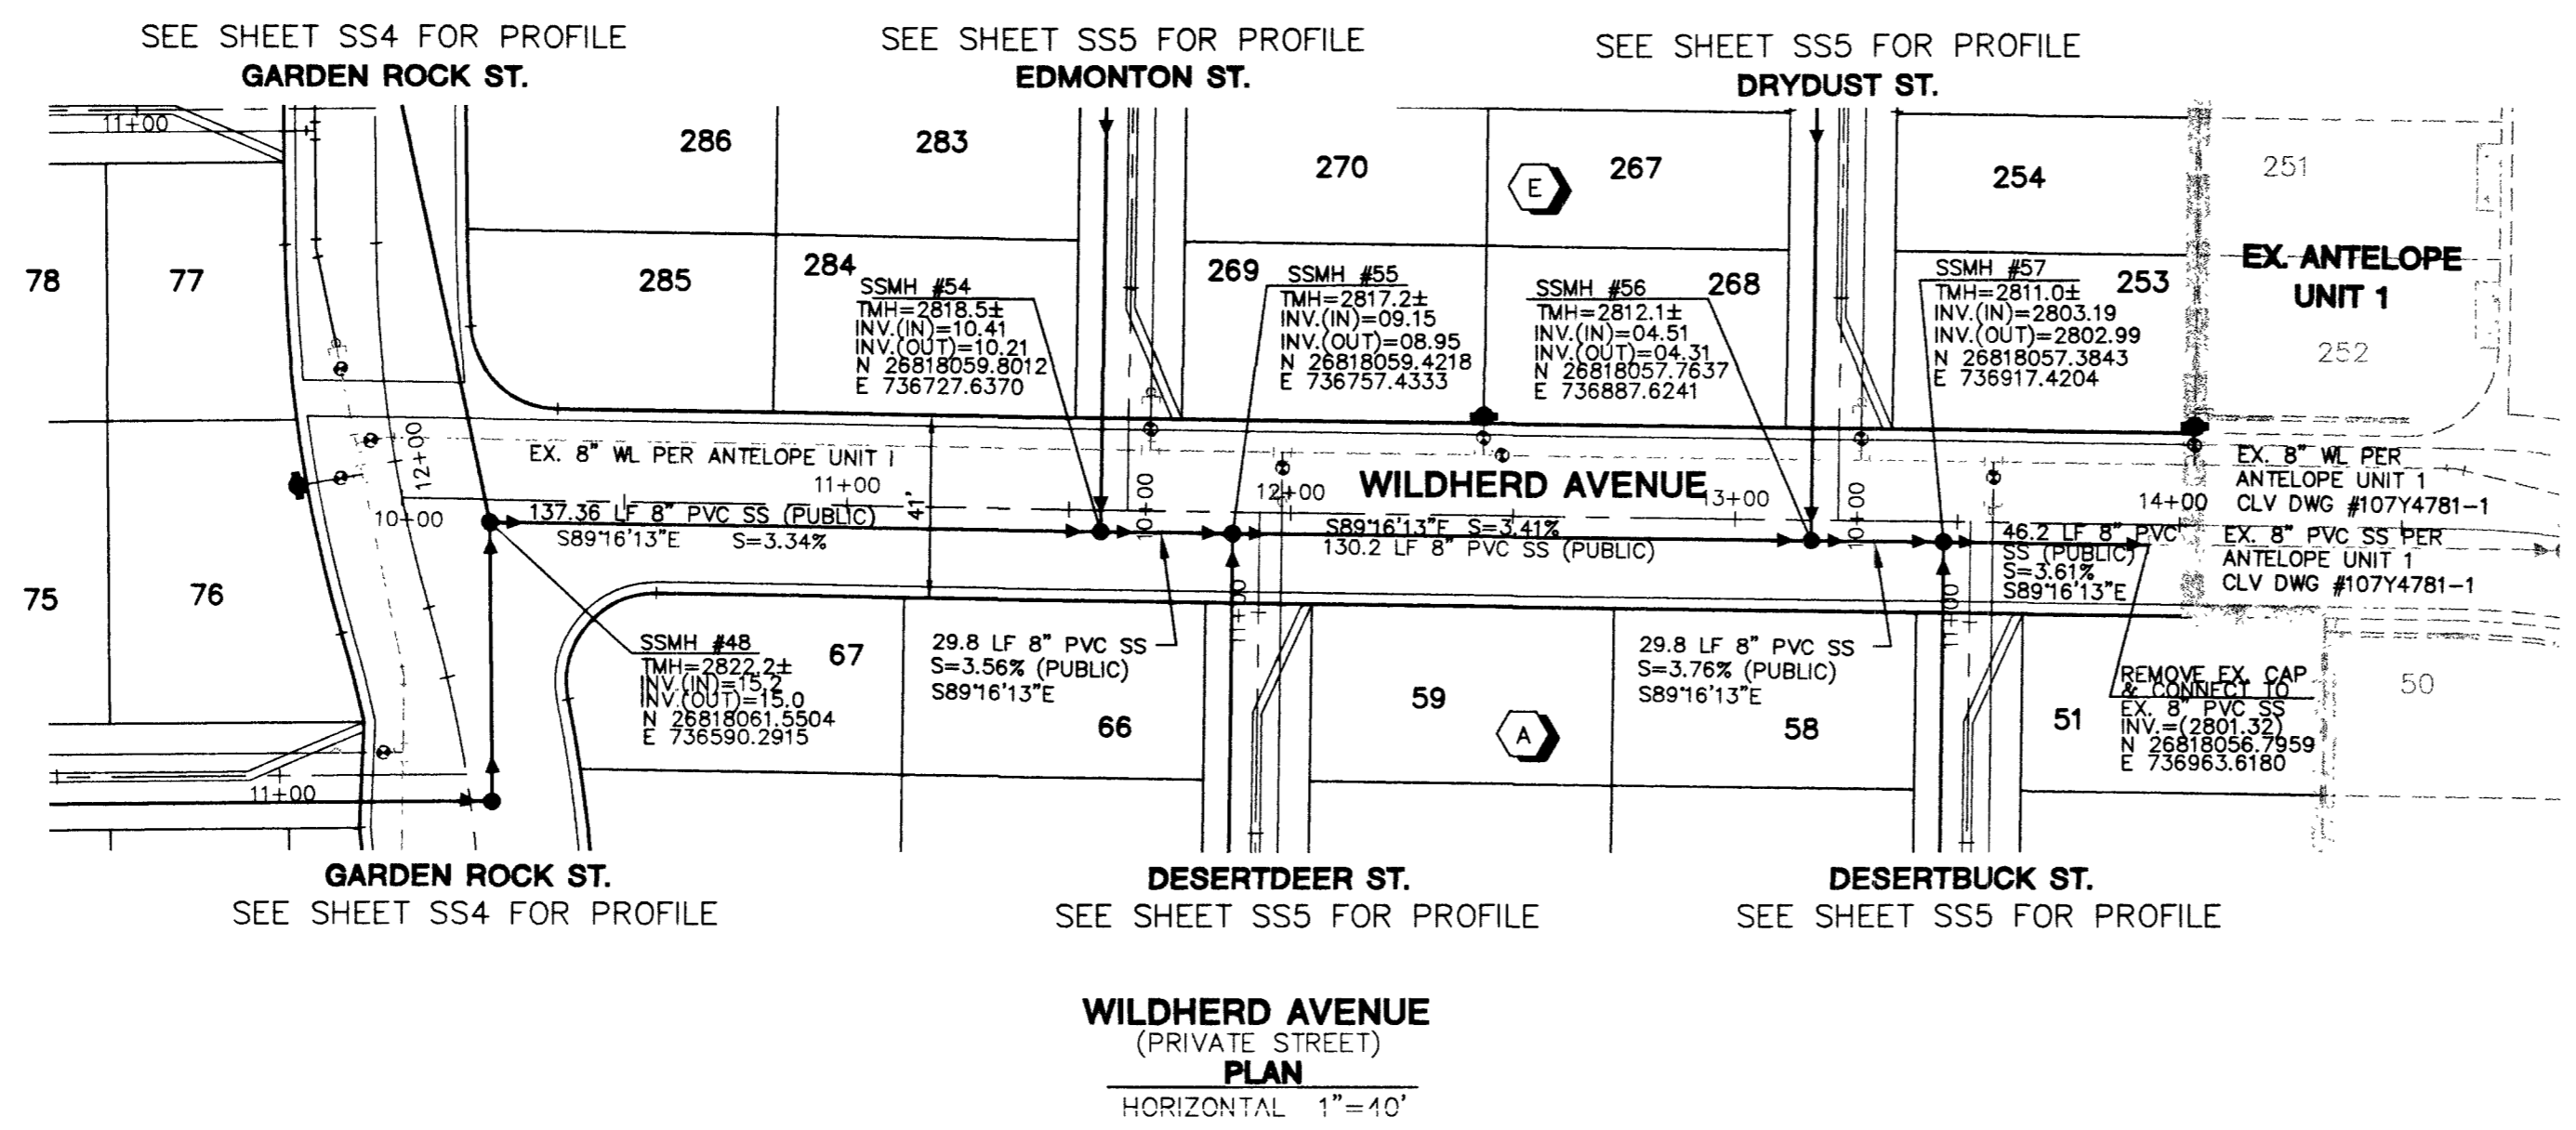 SEE SHEET SS4 FOR PROFILE
GARDEN ROCK ST.
SEE SHEET SS5 FOR PROFILE
EDMONTON ST.
SEE SHEET SS5 FOR PROFILE
DRYDUST ST.
11+00
286
283
270
E
267
254
251
78
77
285
284
269
268
253
EX. ANTELOPE
UNIT 1
252
SSMH #54
TMH=2818.5±
INV.(IN)=10.41
INV.(OUT)=10.21
N 26818059.8012
E 736727.6370
SSMH #55
TMH=2817.2±
INV.(IN)=09.15
INV.(OUT)=08.95
N 26818059.4218
E 736757.4333
SSMH #56
TMH=2812.1±
INV.(IN)=04.51
INV.(OUT)=04.31
N 26818057.7637
E 736887.6241
SSMH #57
TMH=2811.0±
INV.(IN)=2803.19
INV.(OUT)=2802.99
N 26818057.3843
E 736917.4204
12+00
EX. 8" WL PER ANTELOPE UNIT 1
11+00
41'
10+00
10+00
12+00
WILDHERD AVENUE
13+00
10+00
14+00
EX. 8" WL PER
ANTELOPE UNIT 1
CLV DWG #107Y4781-1
137.36 LF 8" PVC SS (PUBLIC)
S89°16'13"E S=3.34%
S89°16'13"E S=3.41%
130.2 LF 8" PVC SS (PUBLIC)
46.2 LF 8" PVC
SS (PUBLIC)
S=3.61%
S89°16'13"E
EX. 8" PVC SS PER
ANTELOPE UNIT 1
CLV DWG #107Y4781-1
75
76
11+00
11+00
SSMH #48
TMH=2822.2±
INV.(IN)=15.2
INV.(OUT)=15.0
N 26818061.5504
E 736590.2915
67
29.8 LF 8" PVC SS
S=3.56% (PUBLIC)
S89°16'13"E
66
59
A
29.8 LF 8" PVC SS
S=3.76% (PUBLIC)
S89°16'13"E
58
51
REMOVE EX. CAP
& CONNECT TO
EX. 8" PVC SS
INV.=(2801.32)
N 26818056.7959
E 736963.6180
50
11+00
GARDEN ROCK ST.
SEE SHEET SS4 FOR PROFILE
DESERTDEER ST.
SEE SHEET SS5 FOR PROFILE
DESERTBUCK ST.
SEE SHEET SS5 FOR PROFILE
WILDHERD AVENUE
(PRIVATE STREET)
PLAN
HORIZONTAL 1"=40'